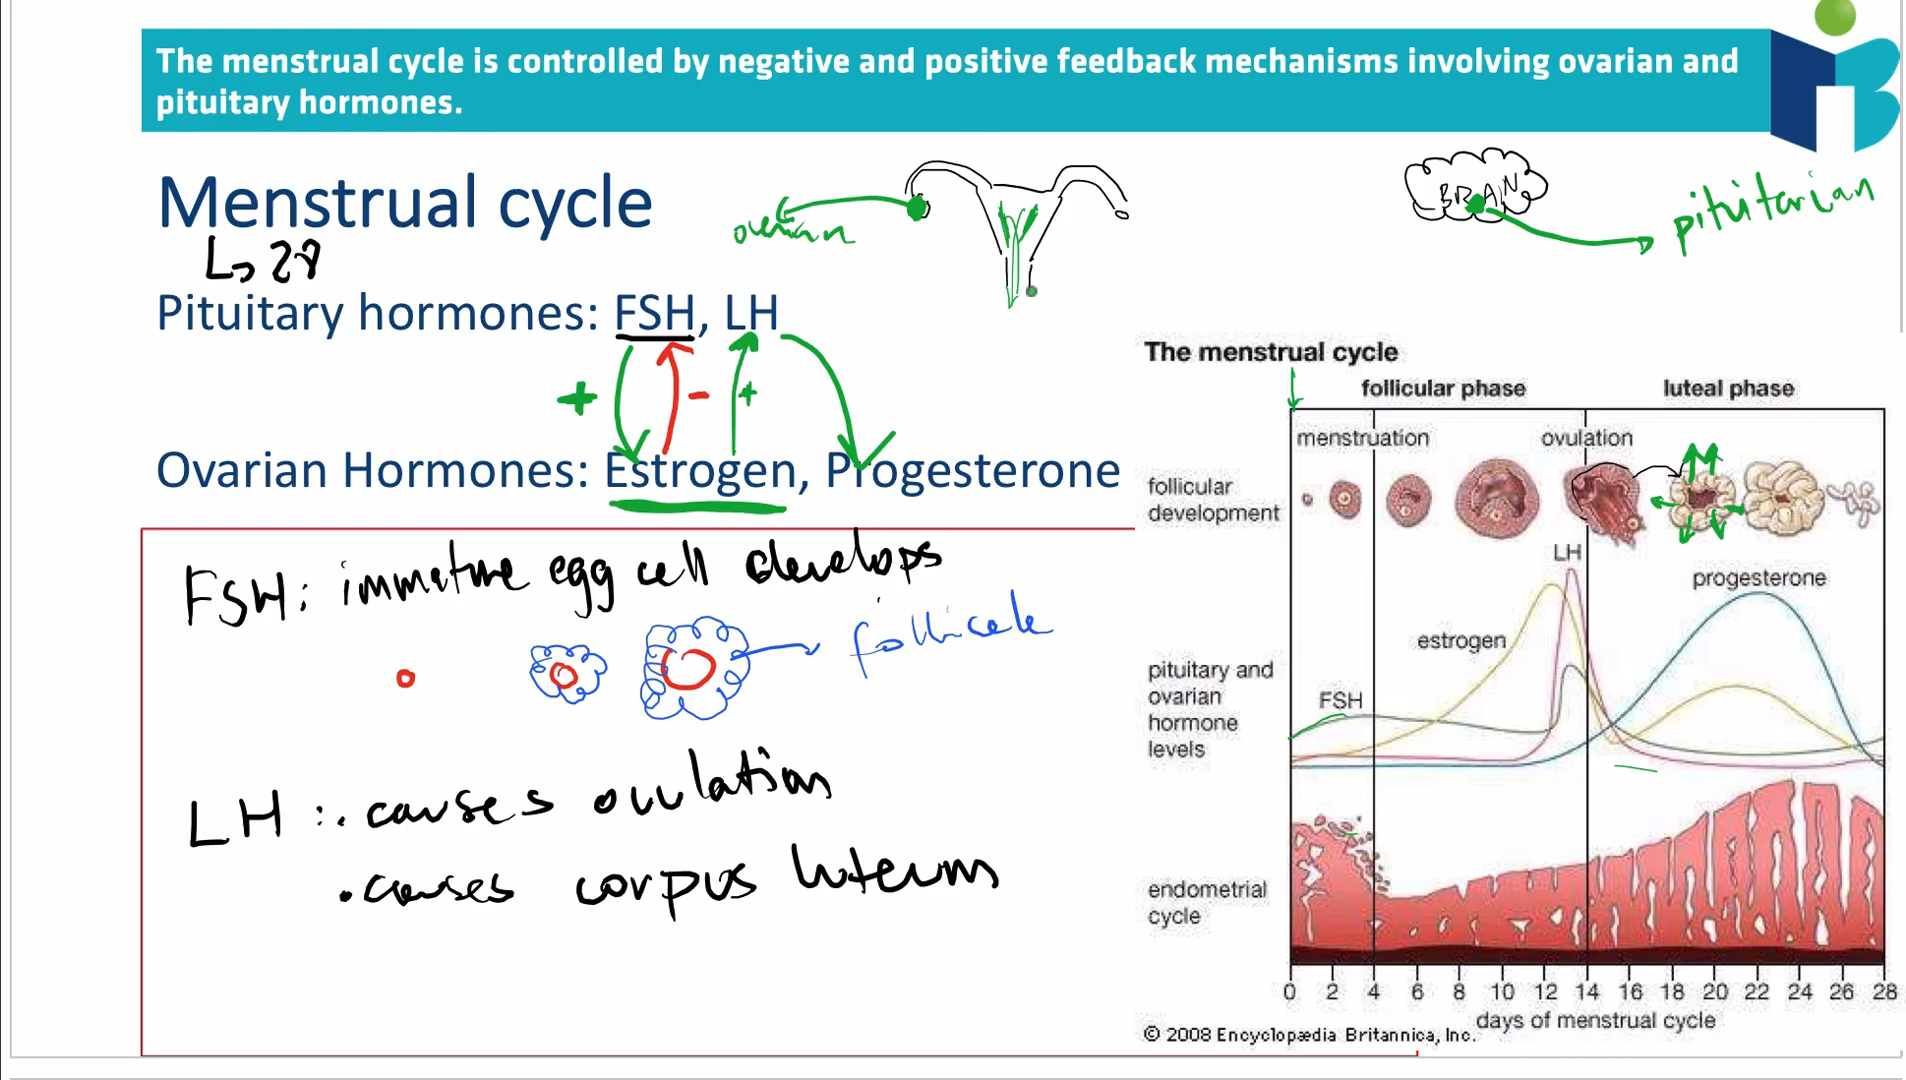 The menstrual cycle is controlled by negative and positive feedback mechanisms involving ovarian and
pituitary hormones.
Menstrual cycle
28
ovarian
BRAIN
pituitarian
Pituitary hormones: FSH, LH
+ - +
Ovarian Hormones: Estrogen, Progesterone
FSH: immature egg cell develops
follicele
LH: . causes ovulation
. causes corpus luteum
The menstrual cycle
follicular phase
luteal phase
menstruation
ovulation
follicular
development
LH
progesterone
estrogen
FSH
pituitary and
ovarian
hormone
levels
endometrial
cycle
0 2 4 6 8 10 12 14 16 18 20 22 24 26 28
days of menstrual cycle
© 2008 Encyclopædia Britannica, Inc.